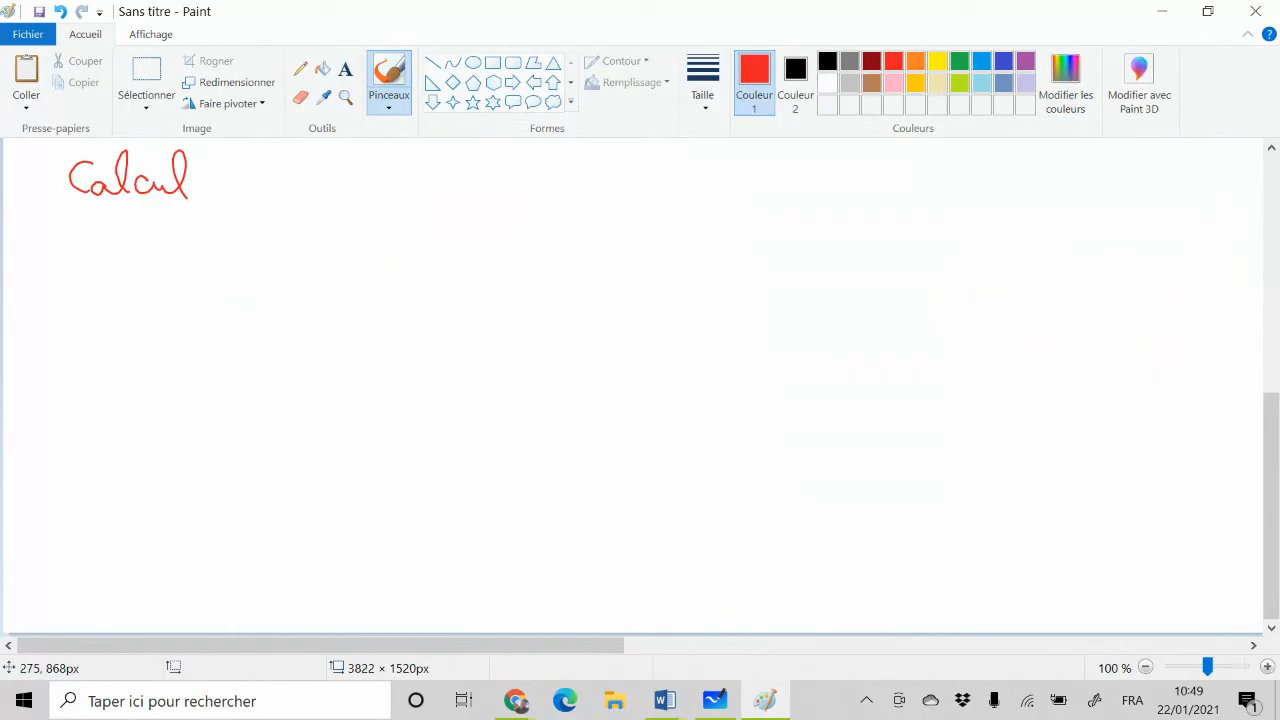 Sans titre - Paint
Fichier Accueil Affichage
Coller
Couper
Copier
Presse-papiers
Sélectionner
Rogner
Redimensionner
Faire pivoter
Image
A
Outils
Pinceaux
Contour
Remplissage
Formes
Taille
Couleur 1
Couleur 2
Couleurs
Modifier les couleurs
Modifier avec Paint 3D
?
Calcul
275, 868px 3822 × 1520px 100 %
Taper ici pour rechercher
W
FRA
10:49
22/01/2021
1